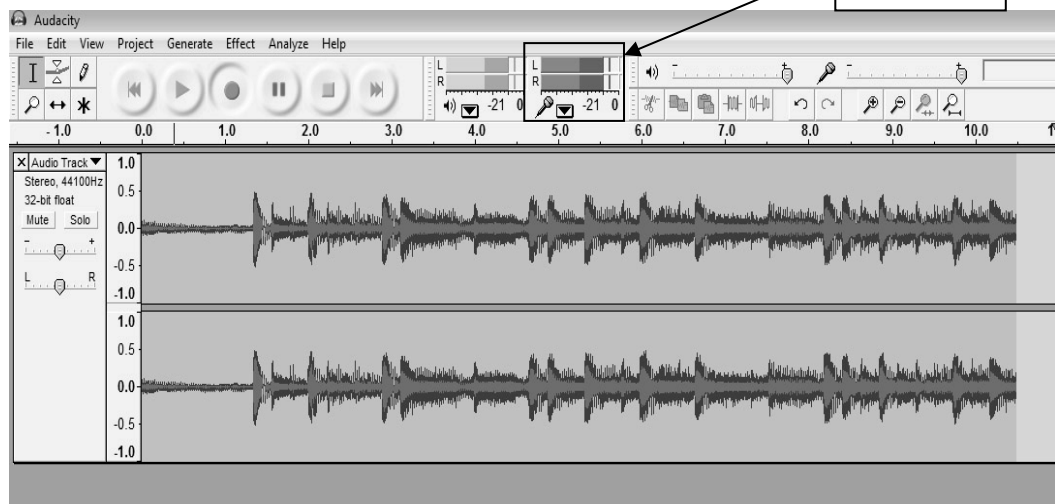 Audacity
File Edit View Project Generate Effect Analyze Help
L L
R R
-21 0 -21 0
- + - +
- 1.0 0.0 1.0 2.0 3.0 4.0 5.0 6.0 7.0 8.0 9.0 10.0
X Audio Track 1.0
Stereo, 44100Hz
32-bit float 0.5
Mute Solo 0.0
- +
-0.5
L R
-1.0
1.0
0.5
0.0
-0.5
-1.0